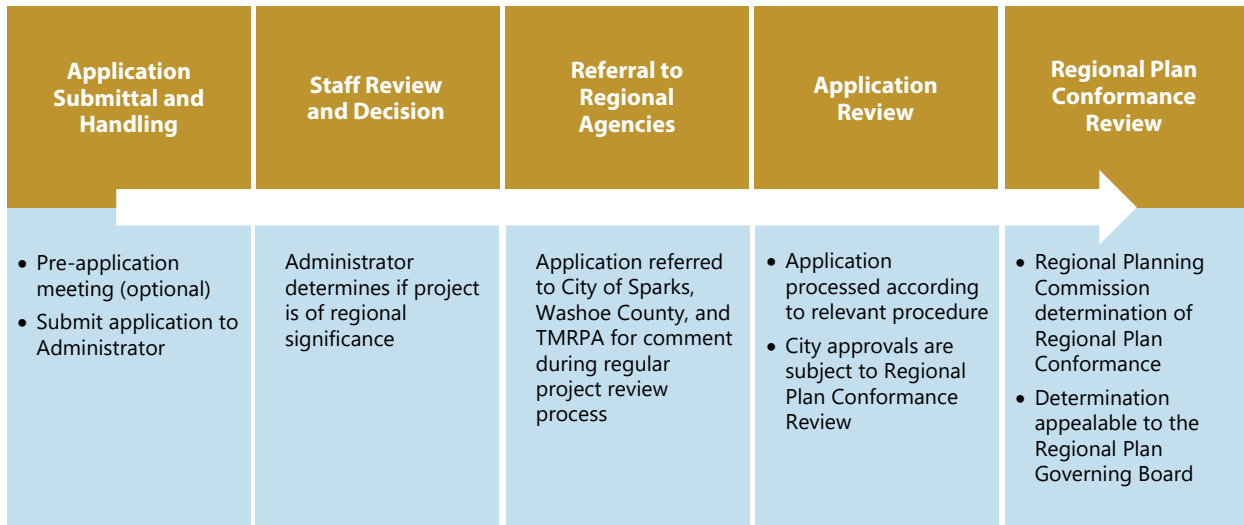 Application
Submittal and
Handling
Staff Review
and Decision
Referral to
Regional
Agencies
Application
Review
Regional Plan
Conformance
Review
• Pre-application
meeting (optional)
• Submit application to
Administrator
Administrator
determines if project
is of regional
significance
Application referred
to City of Sparks,
Washoe County, and
TMRPA for comment
during regular
project review
process
• Application
processed according
to relevant procedure
• City approvals are
subject to Regional
Plan Conformance
Review
• Regional Planning
Commission
determination of
Regional Plan
Conformance
• Determination
appealable to the
Regional Plan
Governing Board